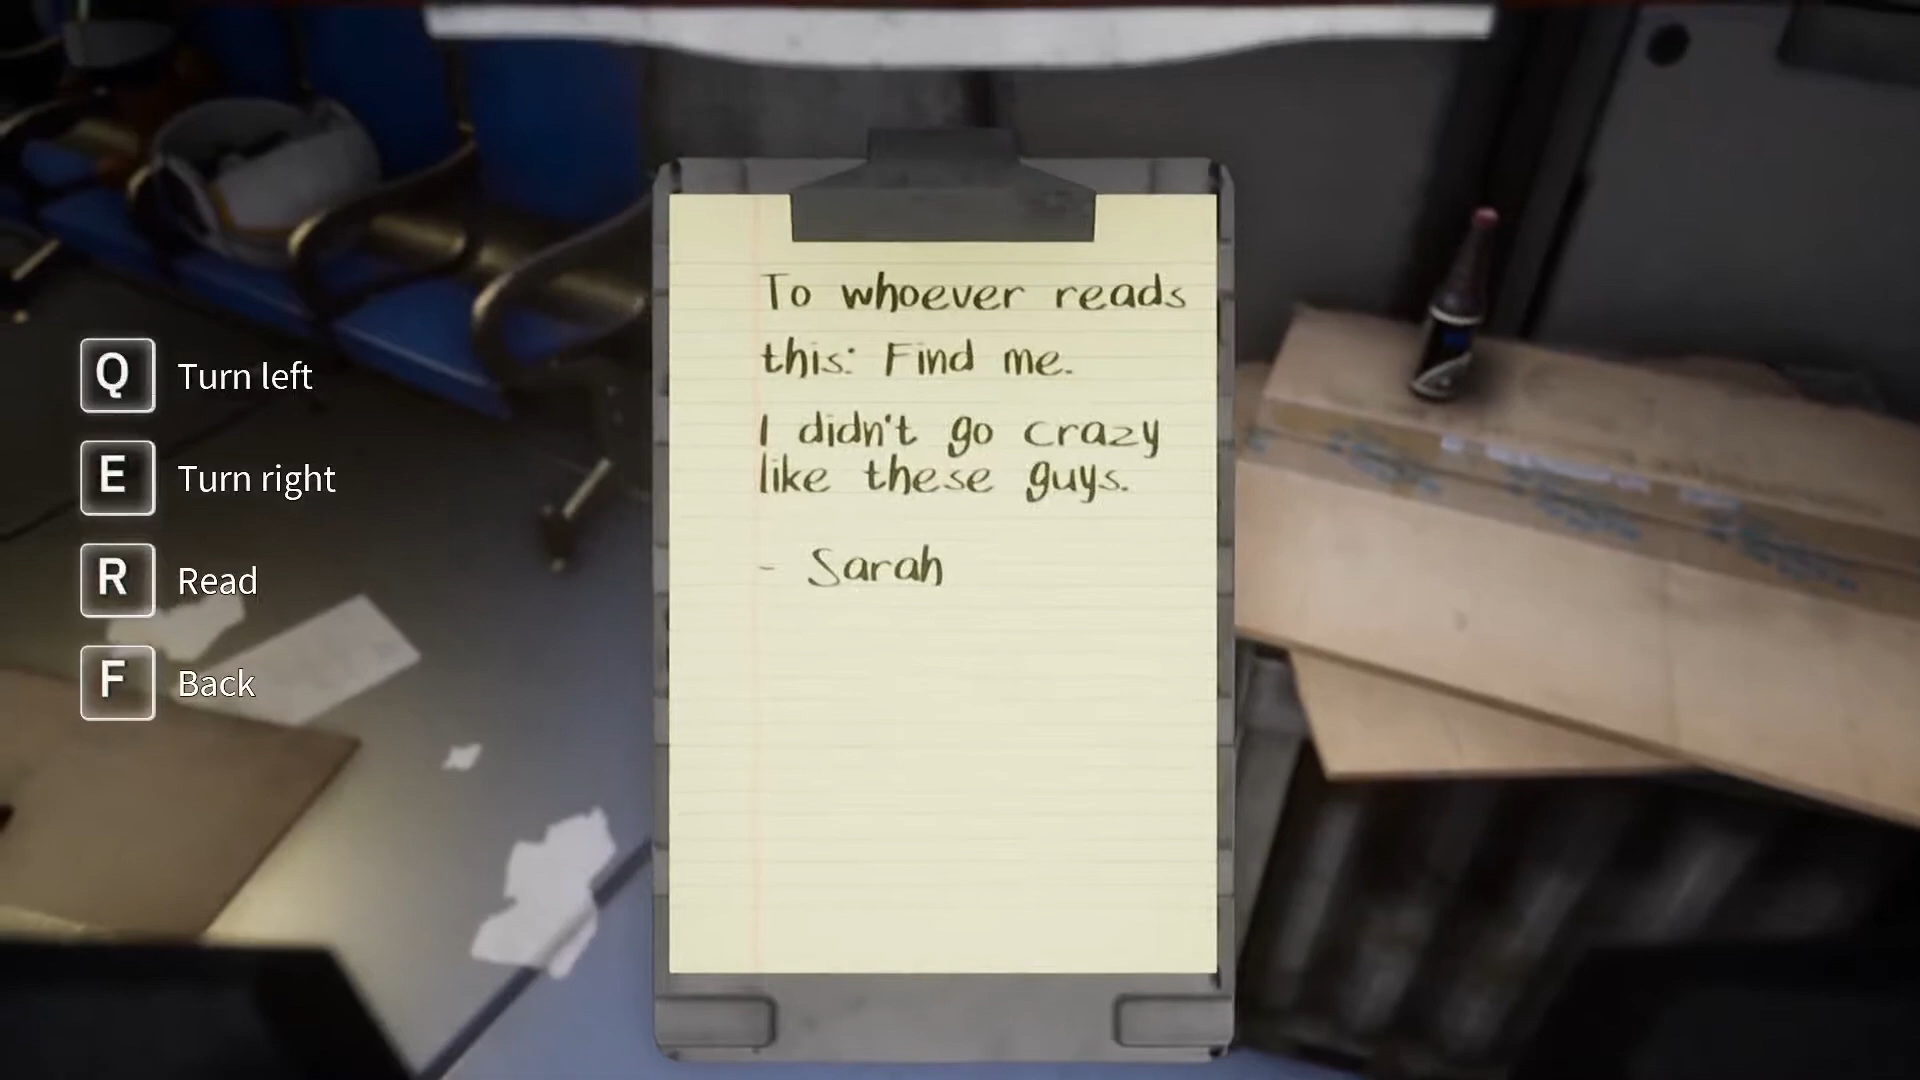 To whoever reads
this: Find me.
I didn't go crazy
like these guys.
- Sarah
Q Turn left
E Turn right
R Read
F Back